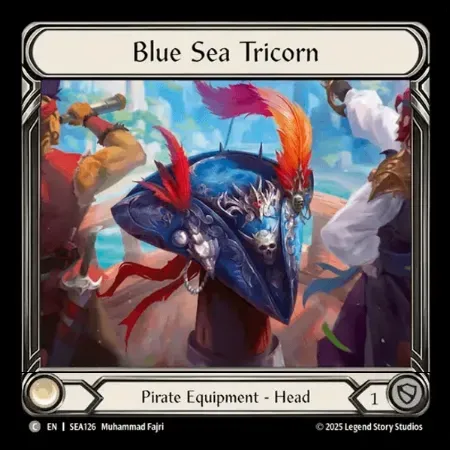 Blue Sea Tricorn
Pirate Equipment - Head
1
C EN | SEA126 Muhammad Fajri
© 2025 Legend Story Studios